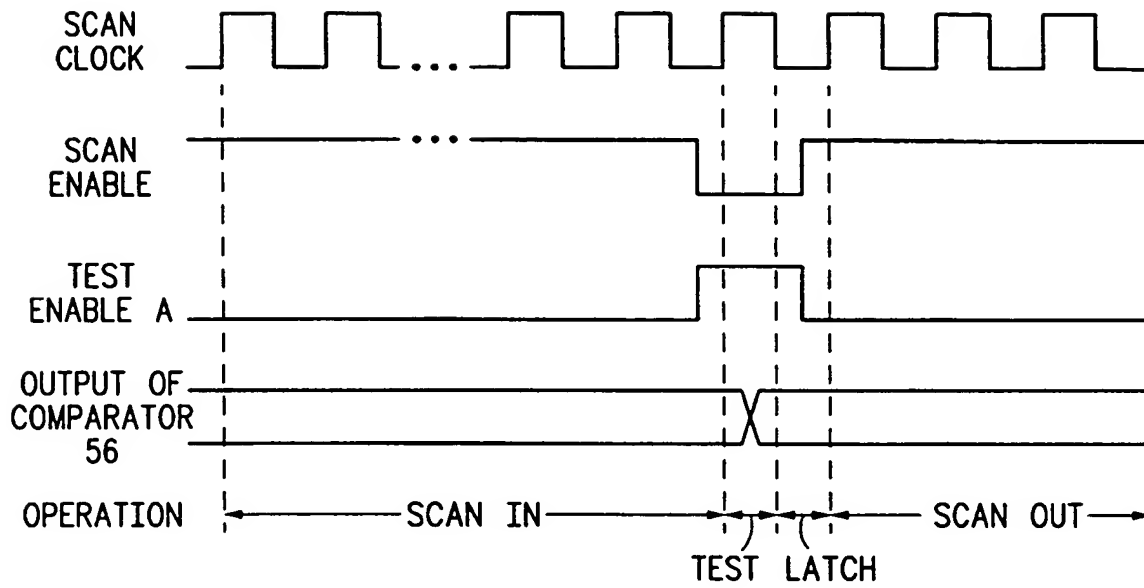 SCAN
CLOCK
SCAN
ENABLE
TEST
ENABLE A
OUTPUT OF
COMPARATOR
56
OPERATION
SCAN IN
SCAN OUT
TEST
LATCH